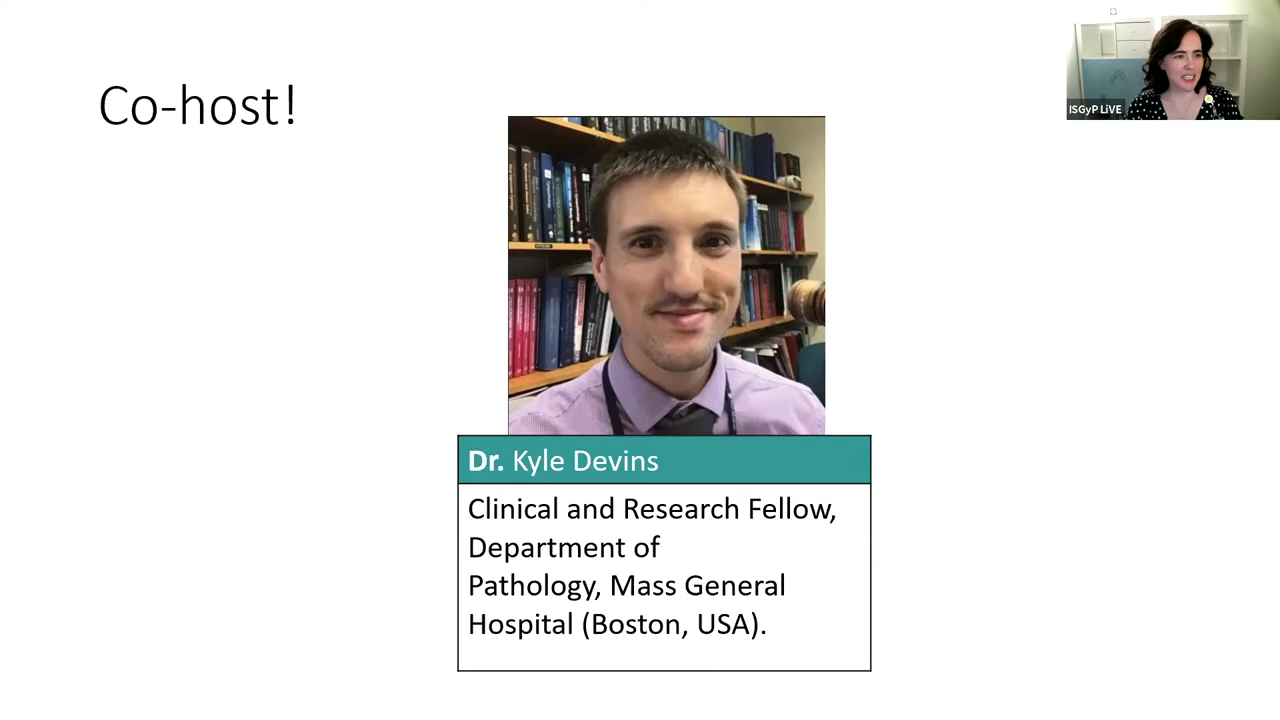 Co-host!
ISGyP LiVE
Dr. Kyle Devins
Clinical and Research Fellow,
Department of
Pathology, Mass General
Hospital (Boston, USA).